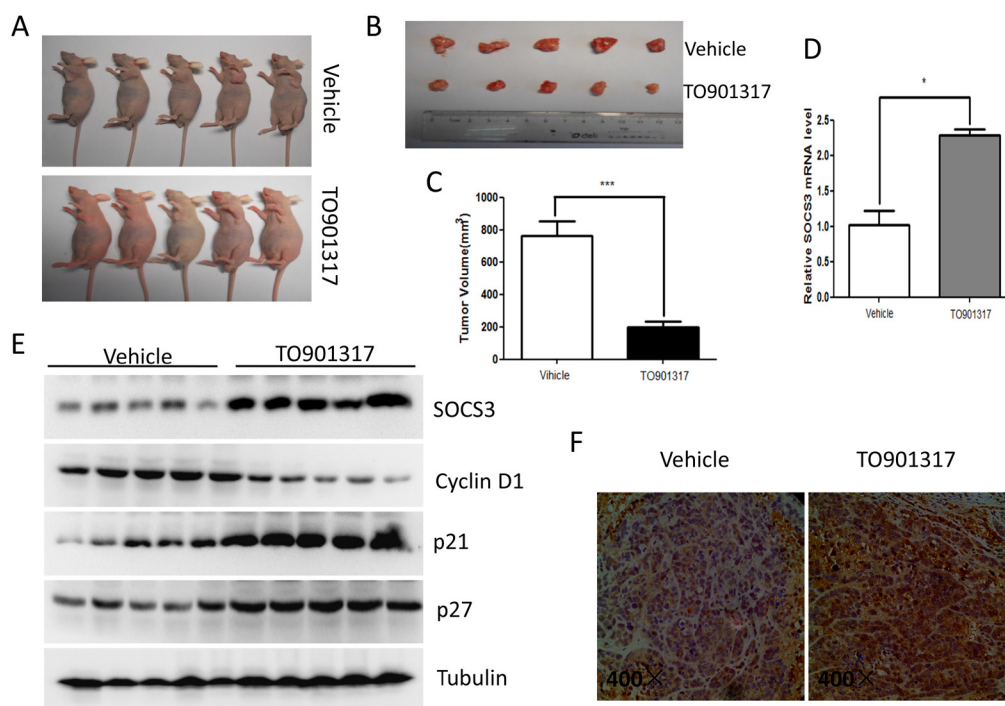 A
Vehicle
TO901317
B
Vehicle
TO901317
deli
C
***
Tumor Volume(mm³)
1000
800
600
400
200
0
Vihicle
TO901317
D
*
Relative SOCS3 mRNA level
2.5
2.0
1.5
1.0
0.5
0.0
Vehicle
TO901317
E
Vehicle
TO901317
SOCS3
Cyclin D1
p21
p27
Tubulin
F
Vehicle
TO901317
400×
400×